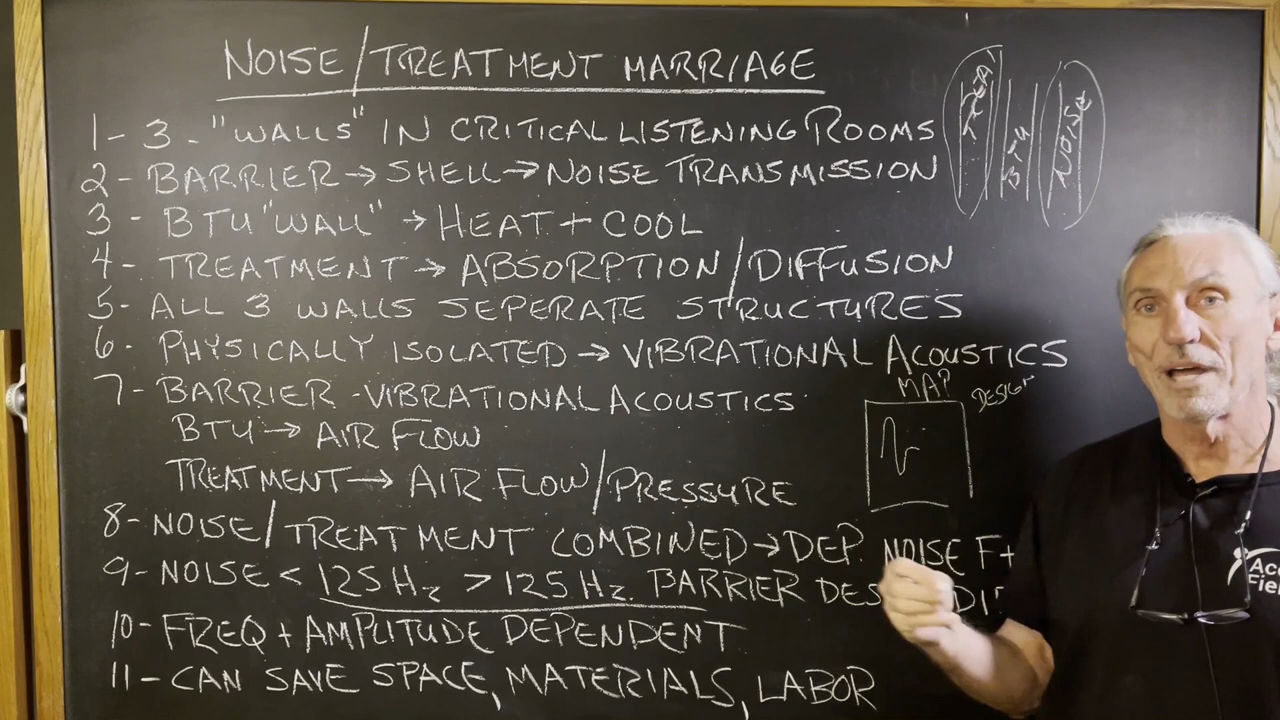 NOISE/TREATMENT MARRIAGE
1- 3 - "WALLS" IN CRITICAL LISTENING ROOMS
2- BARRIER → SHELL → NOISE TRANSMISSION
3 - BTU "WALL" → HEAT + COOL
4- TREATMENT → ABSORPTION/DIFFUSION
5- ALL 3 WALLS SEPERATE STRUCTURES
6- PHYSICALLY ISOLATED → VIBRATIONAL ACOUSTICS
7- BARRIER - VIBRATIONAL ACOUSTICS
BTU → AIR FLOW
TREATMENT → AIR FLOW/PRESSURE
8- NOISE/TREATMENT COMBINED → DEP. NOISE F+
9- NOISE < 125 Hz > 125 Hz. BARRIER DES
10- FREQ + AMPLITUDE DEPENDENT
11- CAN SAVE SPACE, MATERIALS, LABOR
TREAT
BTU
NOISE
MAP
DESIGN
Aco
Fie